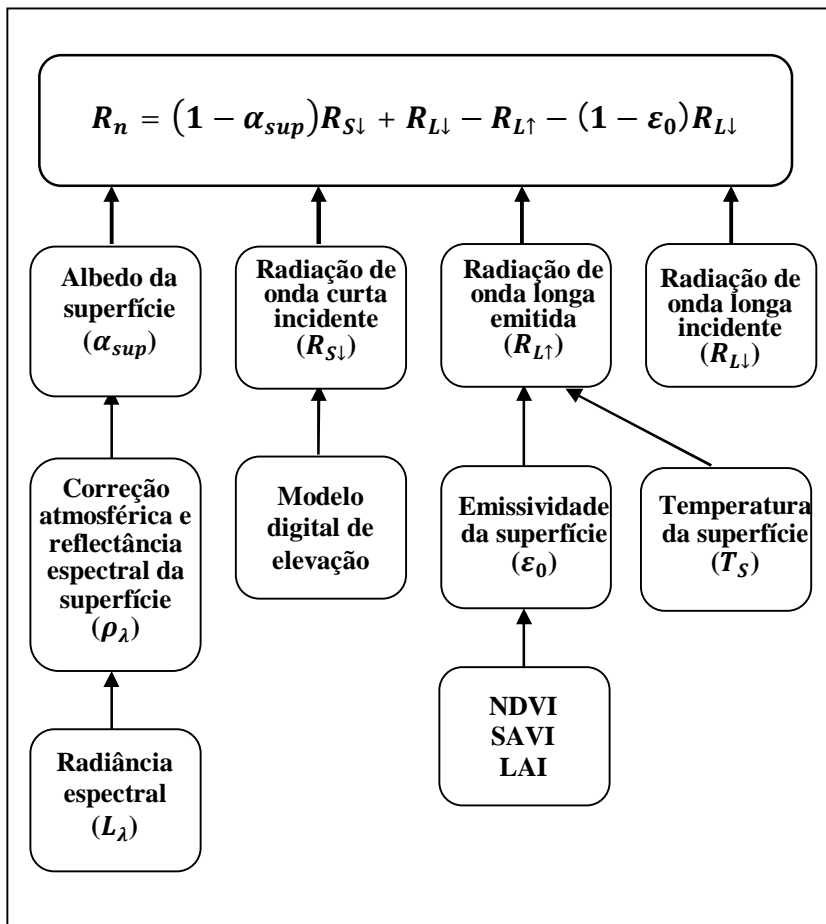 R_n = (1 − α_sup)R_S↓ + R_L↓ − R_L↑ − (1 − ε_0)R_L↓
Albedo da
superfície
(α_sup)
Radiação de
onda curta
incidente
(R_S↓)
Radiação de
onda longa
emitida
(R_L↑)
Radiação de
onda longa
incidente
(R_L↓)
Correção
atmosférica e
reflectância
espectral da
superfície
(ρ_λ)
Modelo
digital de
elevação
Emissividade
da superfície
(ε_0)
Temperatura
da superfície
(T_S)
Radiância
espectral
(L_λ)
NDVI
SAVI
LAI